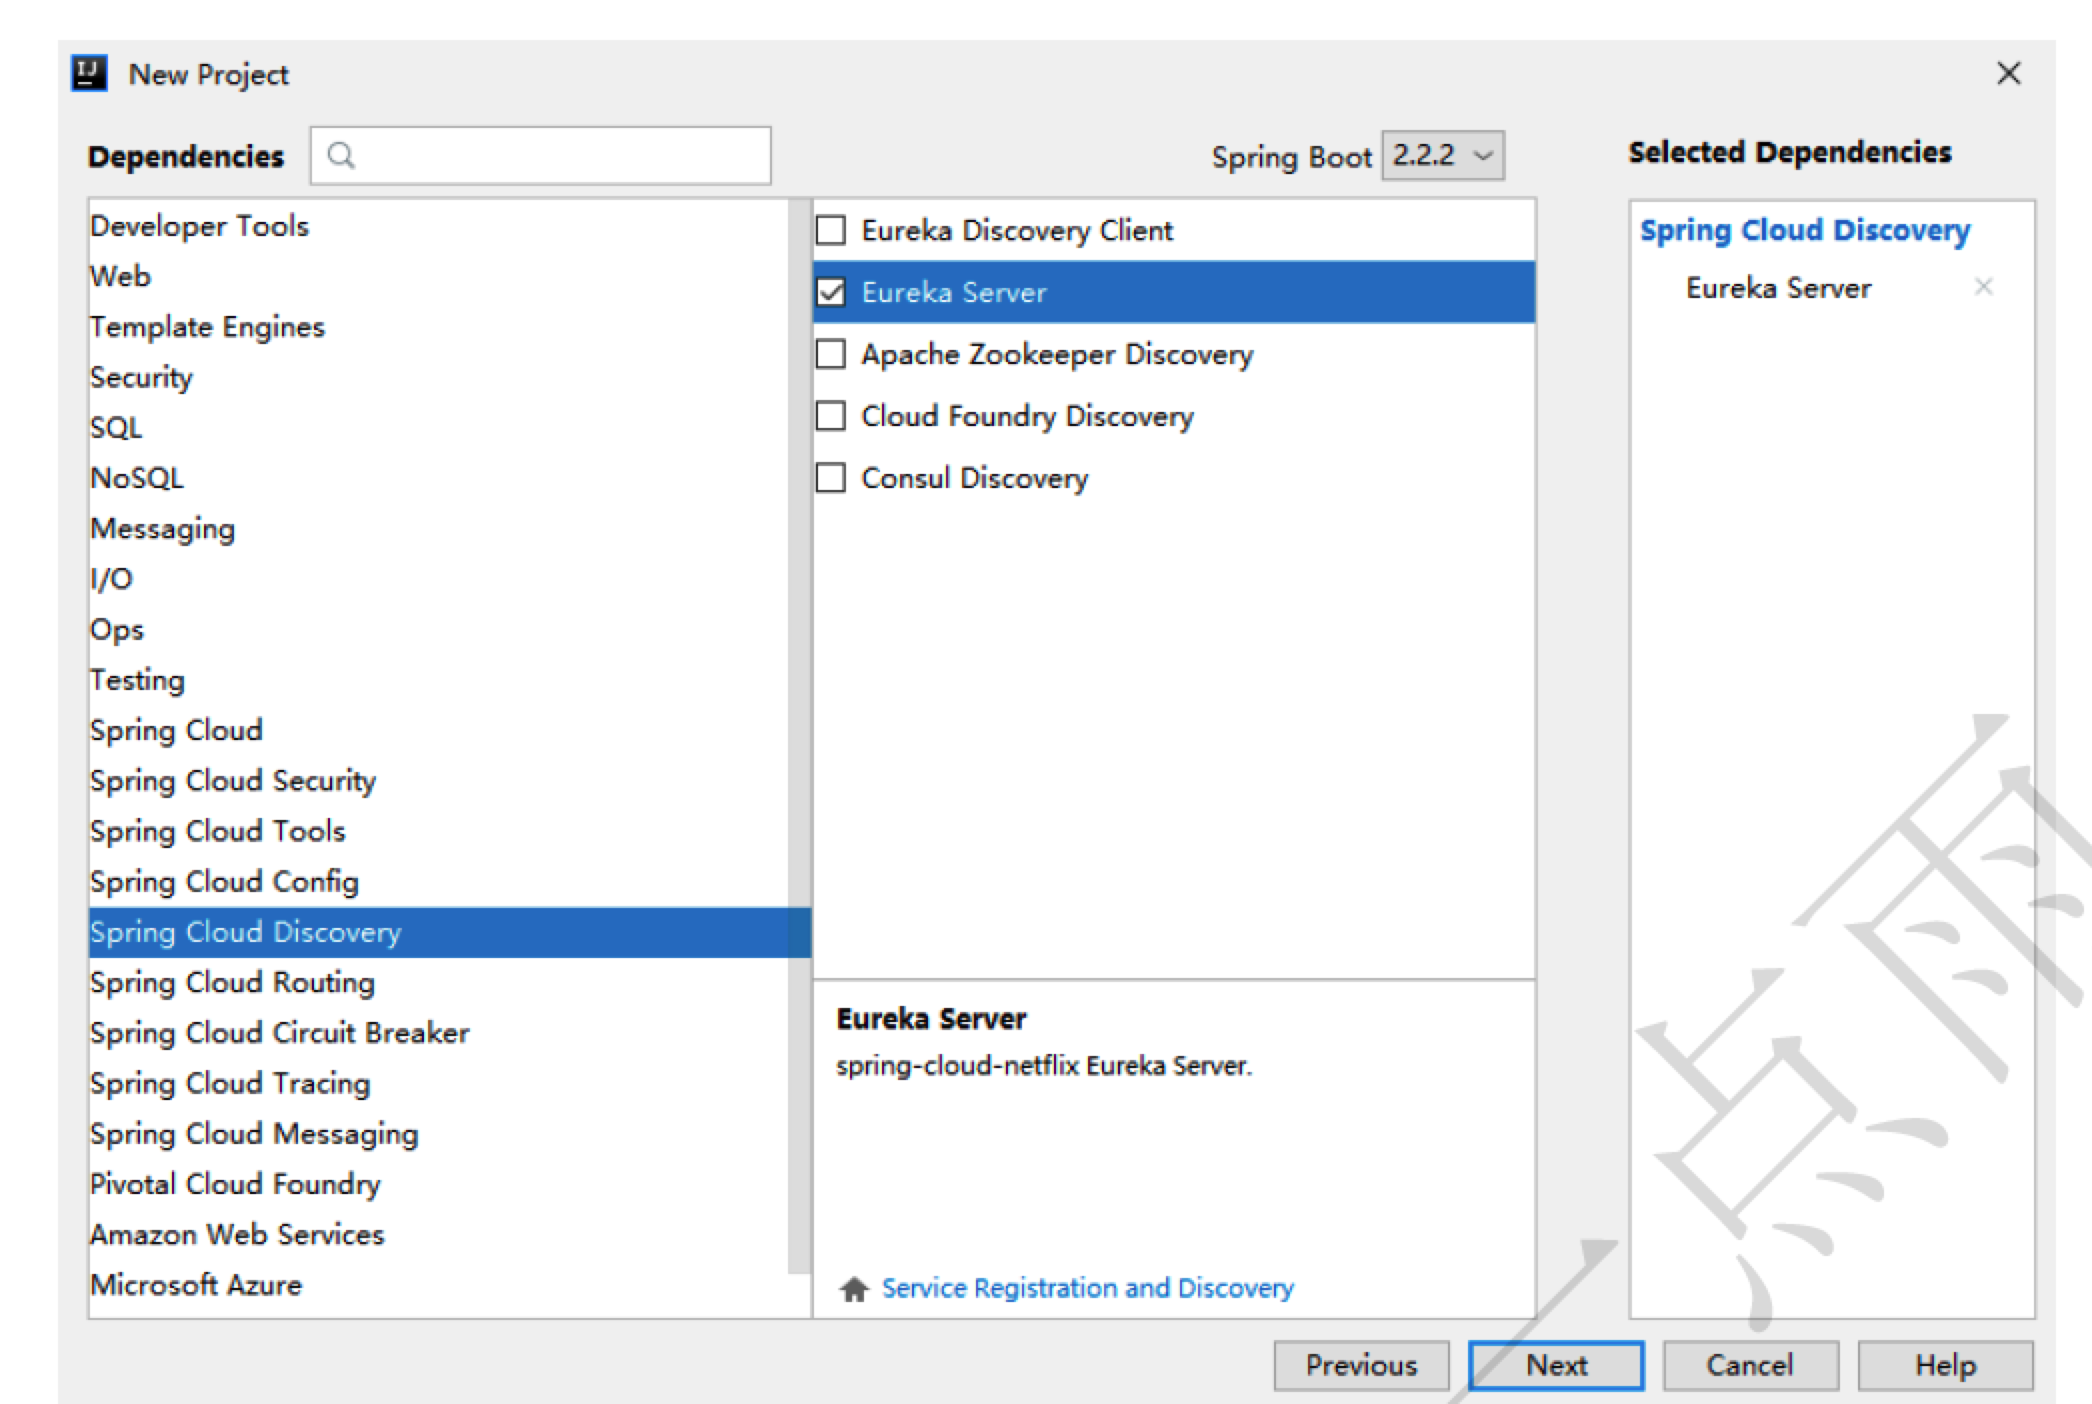 New Project
Dependencies
Spring Boot 2.2.2
Selected Dependencies
Developer Tools
Web
Template Engines
Security
SQL
NoSQL
Messaging
I/O
Ops
Testing
Spring Cloud
Spring Cloud Security
Spring Cloud Tools
Spring Cloud Config
Spring Cloud Discovery
Spring Cloud Routing
Spring Cloud Circuit Breaker
Spring Cloud Tracing
Spring Cloud Messaging
Pivotal Cloud Foundry
Amazon Web Services
Microsoft Azure
Eureka Discovery Client
Eureka Server
Apache Zookeeper Discovery
Cloud Foundry Discovery
Consul Discovery
Eureka Server
spring-cloud-netflix Eureka Server.
Service Registration and Discovery
Spring Cloud Discovery
Eureka Server
Previous
Next
Cancel
Help
点雨